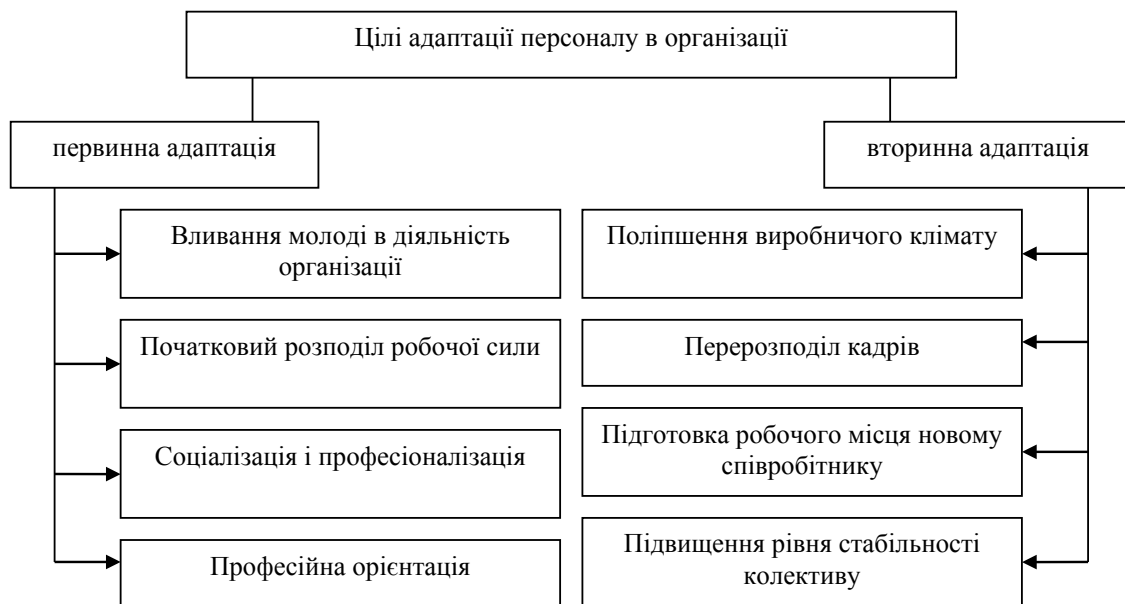 Цілі адаптації персоналу в організації
первинна адаптація
вторинна адаптація
Вливання молоді в діяльність
організації
Початковий розподіл робочої сили
Соціалізація і професіоналізація
Професійна орієнтація
Поліпшення виробничого клімату
Перерозподіл кадрів
Підготовка робочого місця новому
співробітнику
Підвищення рівня стабільності
колективу